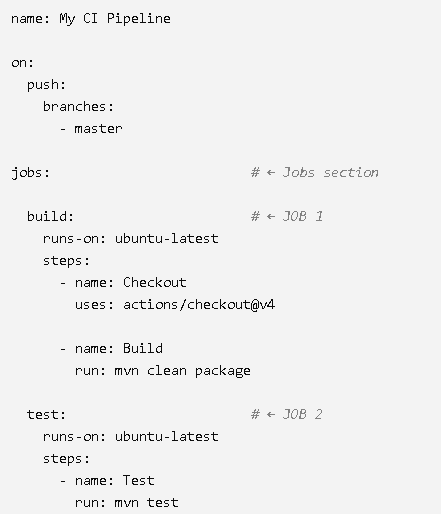 name: My CI Pipeline
on:
  push:
    branches:
      - master
jobs:                         # ← Jobs section
  build:                      # ← JOB 1
    runs-on: ubuntu-latest
    steps:
      - name: Checkout
        uses: actions/checkout@v4
      - name: Build
        run: mvn clean package
  test:                       # ← JOB 2
    runs-on: ubuntu-latest
    steps:
      - name: Test
        run: mvn test